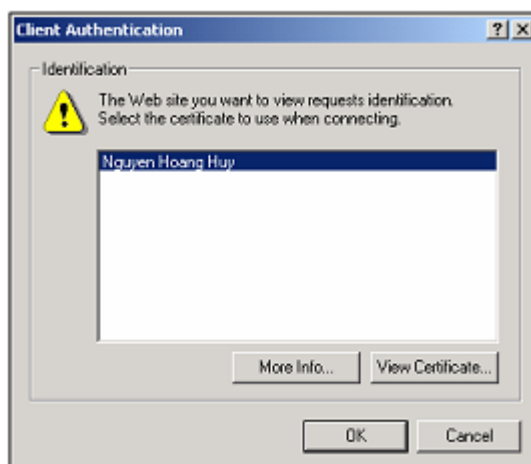 Client Authentication
Identification
The Web site you want to view requests identification.
Select the certificate to use when connecting.
Nguyen Hoang Huy
More Info... View Certificate...
OK Cancel